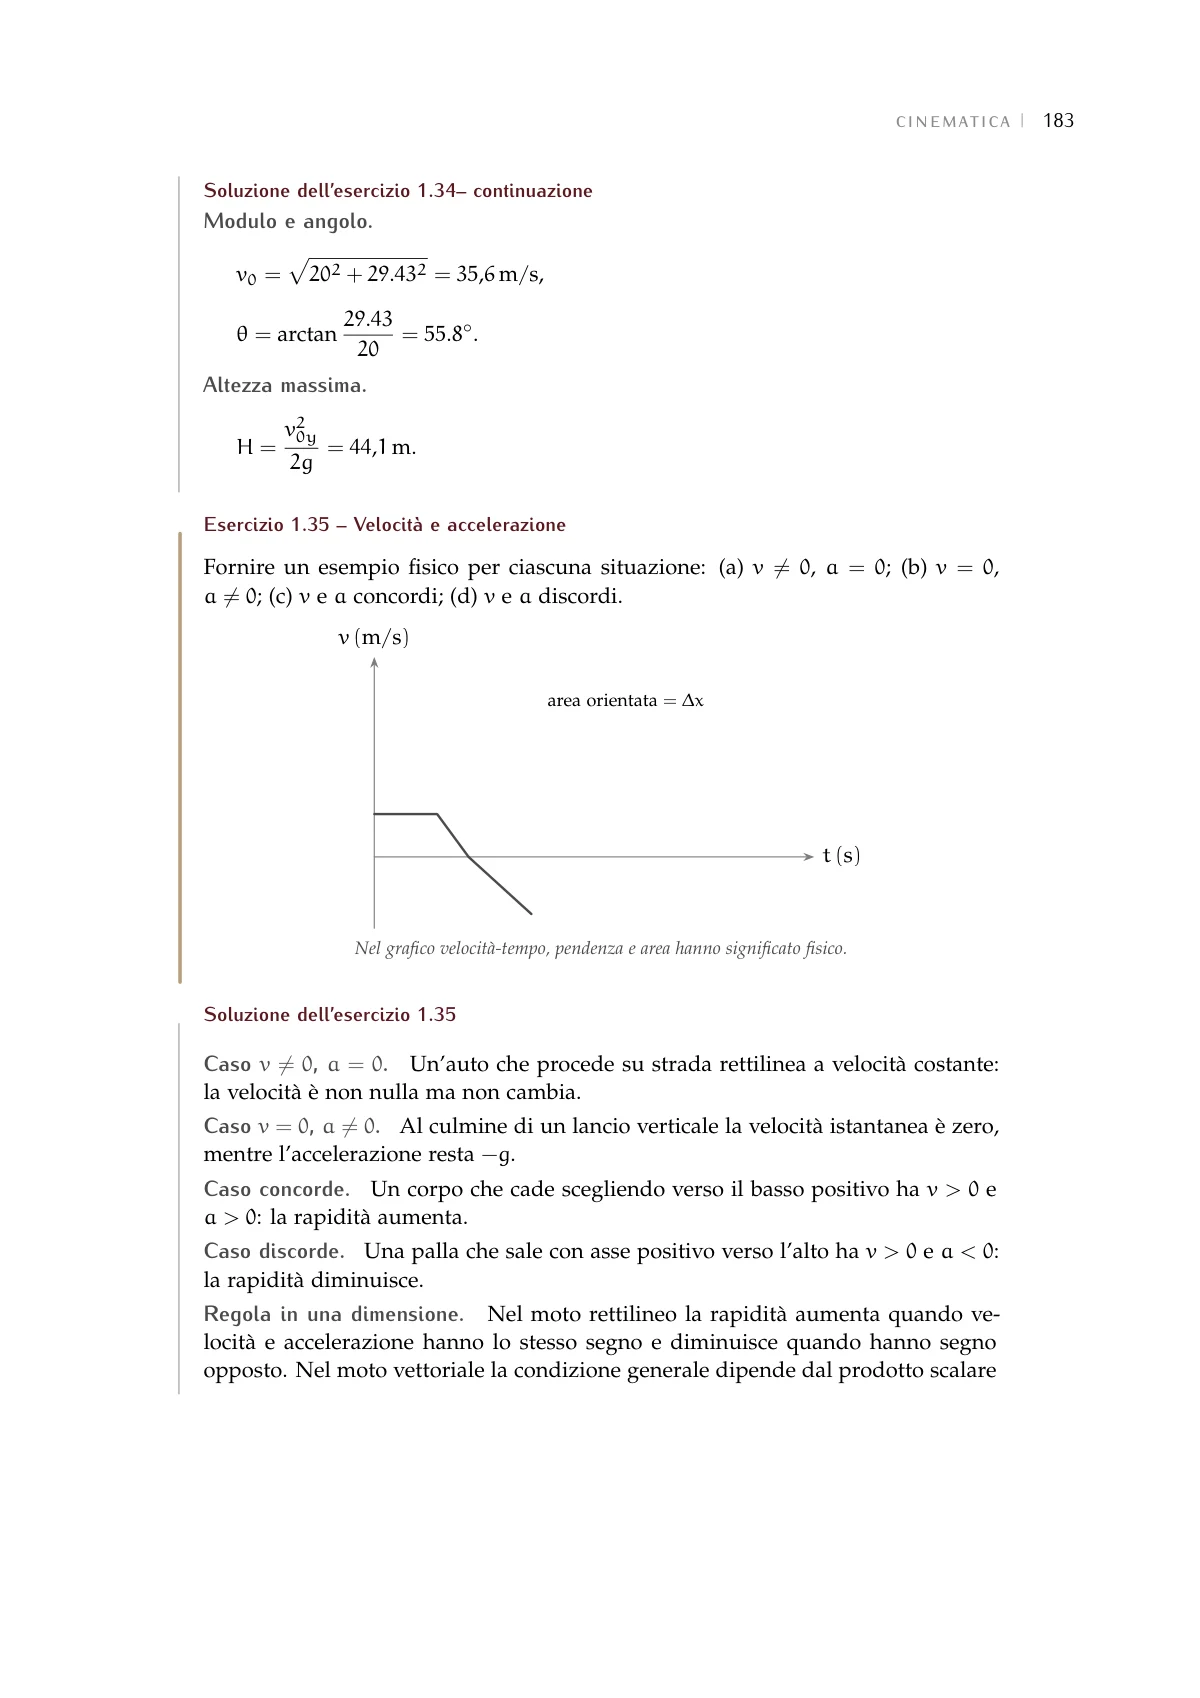 CINEMATICA | 183
Soluzione dell'esercizio 1.34– continuazione
Modulo e angolo.
v₀ = √(20² + 29.43²) = 35,6 m/s,
θ = arctan 29.43/20 = 55.8°.
Altezza massima.
H = v₀y²/2g = 44,1 m.
Esercizio 1.35 – Velocità e accelerazione
Fornire un esempio fisico per ciascuna situazione: (a) v ≠ 0, a = 0; (b) v = 0,
a ≠ 0; (c) v e a concordi; (d) v e a discordi.
v (m/s)
area orientata = Δx
t (s)
Nel grafico velocità-tempo, pendenza e area hanno significato fisico.
Soluzione dell'esercizio 1.35
Caso v ≠ 0, a = 0. Un'auto che procede su strada rettilinea a velocità costante:
la velocità è non nulla ma non cambia.
Caso v = 0, a ≠ 0. Al culmine di un lancio verticale la velocità istantanea è zero,
mentre l'accelerazione resta −g.
Caso concorde. Un corpo che cade scegliendo verso il basso positivo ha v > 0 e
a > 0: la rapidità aumenta.
Caso discorde. Una palla che sale con asse positivo verso l'alto ha v > 0 e a < 0:
la rapidità diminuisce.
Regola in una dimensione. Nel moto rettilineo la rapidità aumenta quando ve-
locità e accelerazione hanno lo stesso segno e diminuisce quando hanno segno
opposto. Nel moto vettoriale la condizione generale dipende dal prodotto scalare